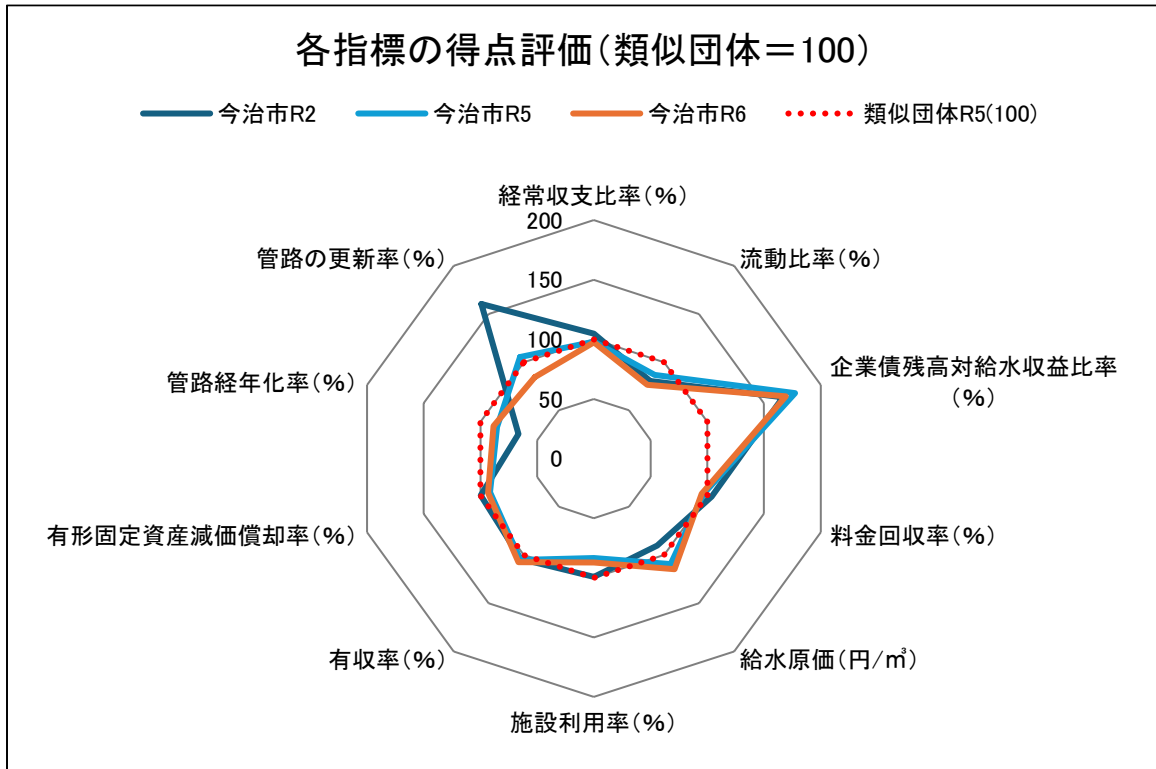 各指標の得点評価(類似団体＝100)
今治市R2 今治市R5 今治市R6 類似団体R5(100)
経常収支比率(%)
200
管路の更新率(%)
流動比率(%)
150
100
管路経年化率(%)
企業債残高対給水収益比率
(%)
50
0
有形固定資産減価償却率(%)
料金回収率(%)
有収率(%)
給水原価(円/㎥)
施設利用率(%)